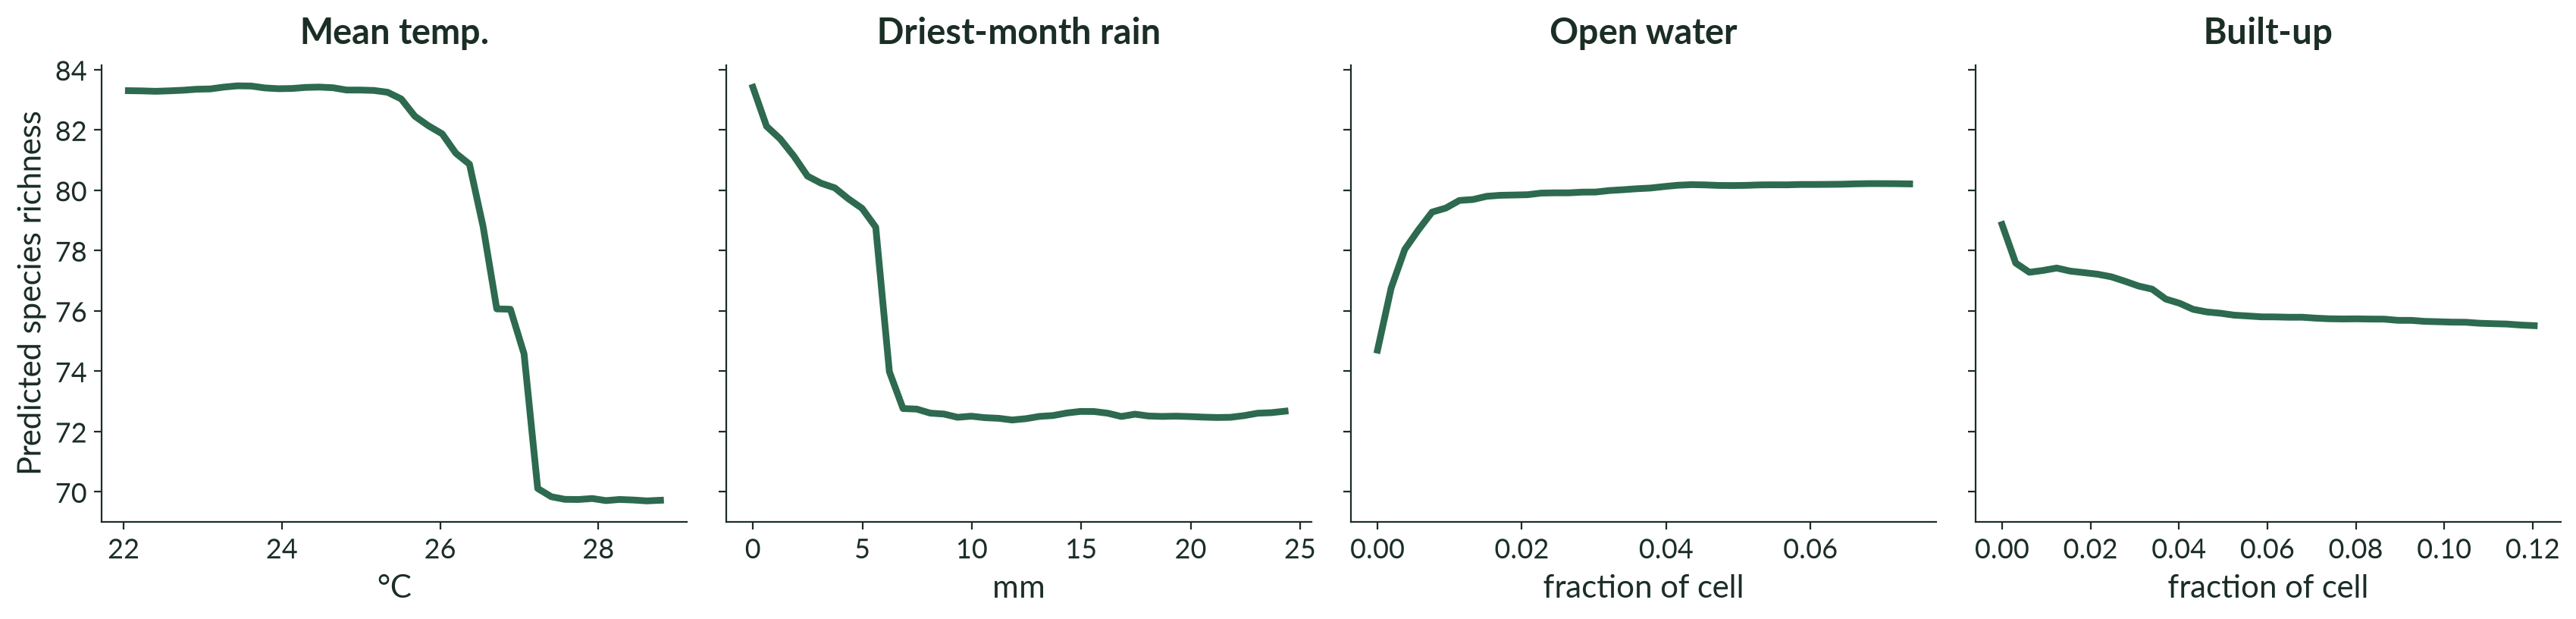 Mean temp.
Driest-month rain
Open water
Built-up
Predicted species richness
84
82
80
78
76
74
72
70
22 24 26 28
0 5 10 15 20 25
0.00 0.02 0.04 0.06
0.00 0.02 0.04 0.06 0.08 0.10 0.12
°C
mm
fraction of cell
fraction of cell